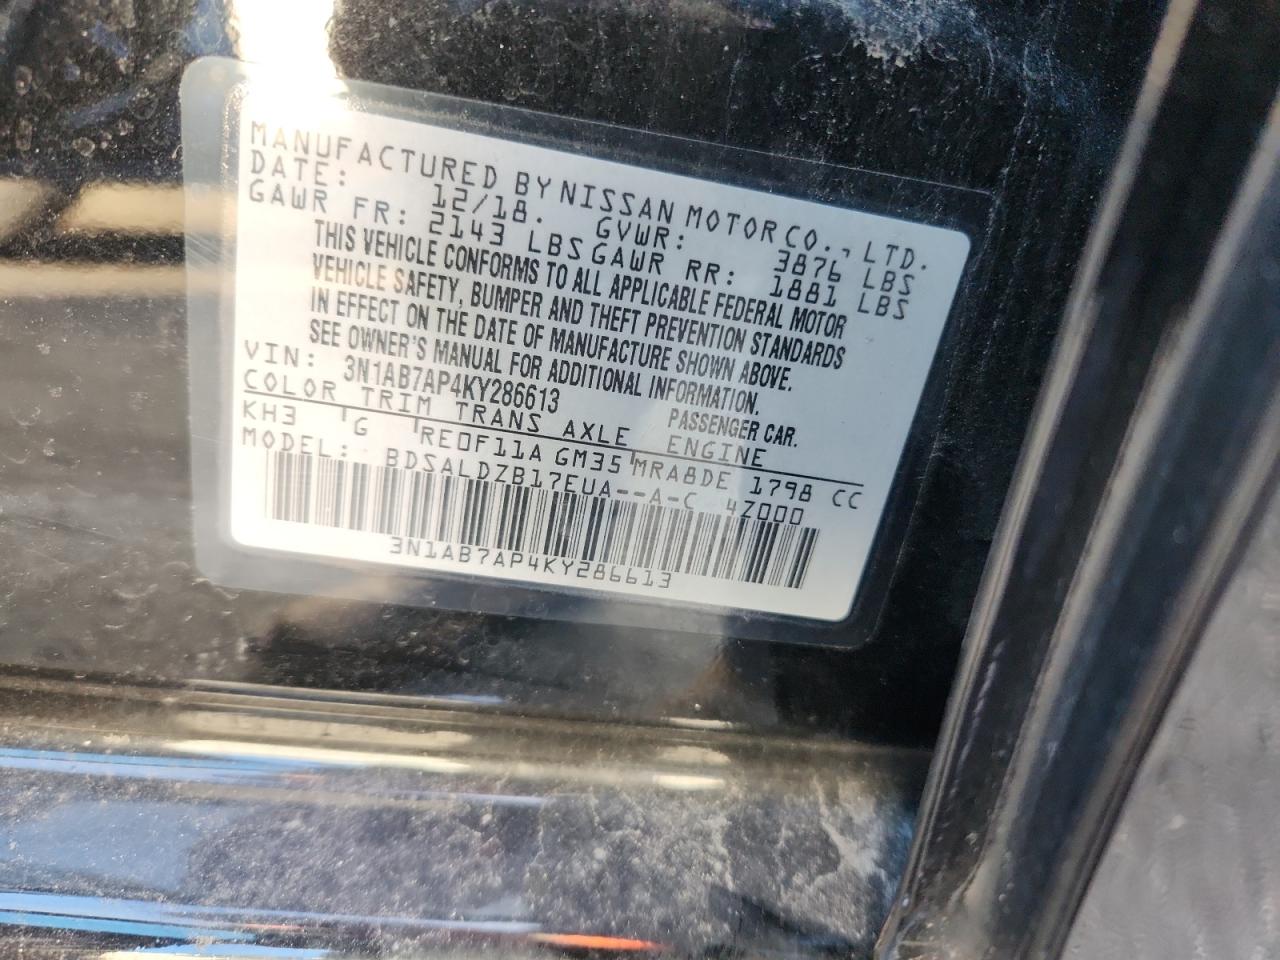 MANUFACTURED BY NISSAN MOTOR CO., LTD.
DATE: 12/18. GVWR: 3876 LBS
GAWR FR: 2143 LBS GAWR RR: 1881 LBS
THIS VEHICLE CONFORMS TO ALL APPLICABLE FEDERAL MOTOR
VEHICLE SAFETY, BUMPER AND THEFT PREVENTION STANDARDS
IN EFFECT ON THE DATE OF MANUFACTURE SHOWN ABOVE.
SEE OWNER'S MANUAL FOR ADDITIONAL INFORMATION.
VIN: 3N1AB7AP4KY286613 PASSENGER CAR.
COLOR TRIM TRANS AXLE ENGINE
KH3 G RE0F11A GM35 MRA8DE 1798 CC
MODEL: BDSALDZB17EUA--A-C 4Z000
3N1AB7AP4KY286613